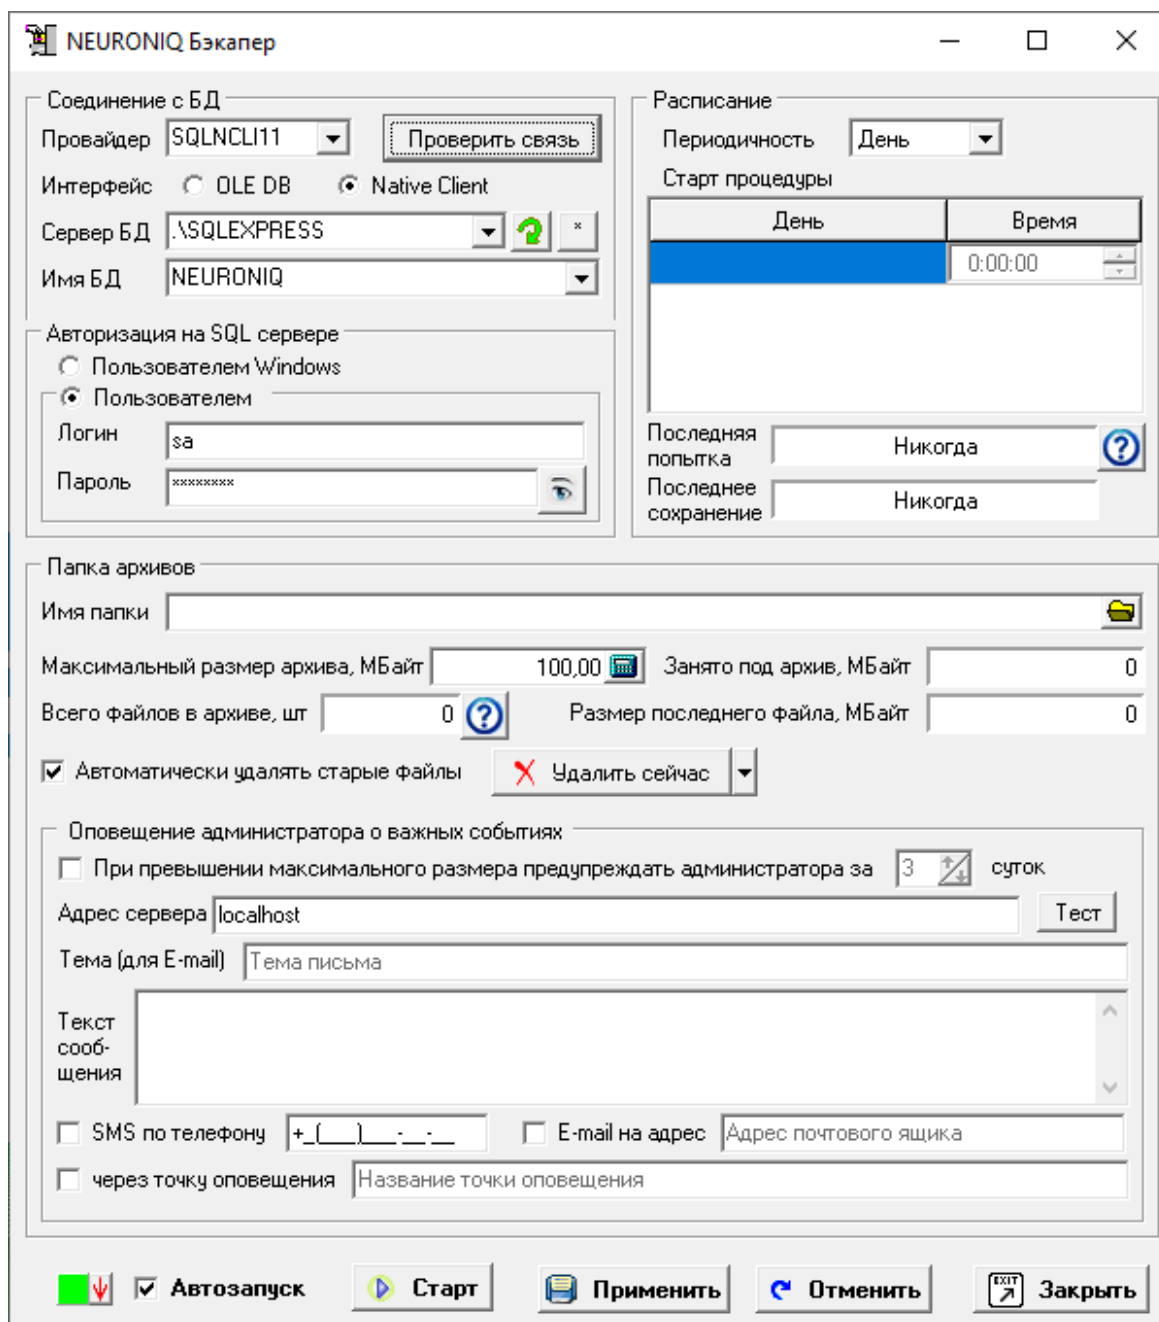 NEURONIQ Бэкапер
Соединение с БД
Провайдер SQLNCLI11 Проверить связь
Интерфейс OLE DB Native Client
Сервер БД .\SQLEXPRESS *
Имя БД NEURONIQ
Авторизация на SQL сервере
Пользователем Windows
Пользователем
Логин sa
Пароль ********
Расписание
Периодичность День
Старт процедуры
День Время
0:00:00
Последняя
попытка Никогда
Последнее
сохранение Никогда
Папка архивов
Имя папки
Максимальный размер архива, МБайт 100,00 Занято под архив, МБайт 0
Всего файлов в архиве, шт 0 Размер последнего файла, МБайт 0
Автоматически удалять старые файлы Удалить сейчас
Оповещение администратора о важных событиях
При превышении максимального размера предупреждать администратора за 3 суток
Адрес сервера localhost Тест
Тема (для E-mail) Тема письма
Текст
сооб-
щения
SMS по телефону +_(___)___-__-__ E-mail на адрес Адрес почтового ящика
через точку оповещения Название точки оповещения
Автозапуск Старт Применить Отменить EXIT Закрыть